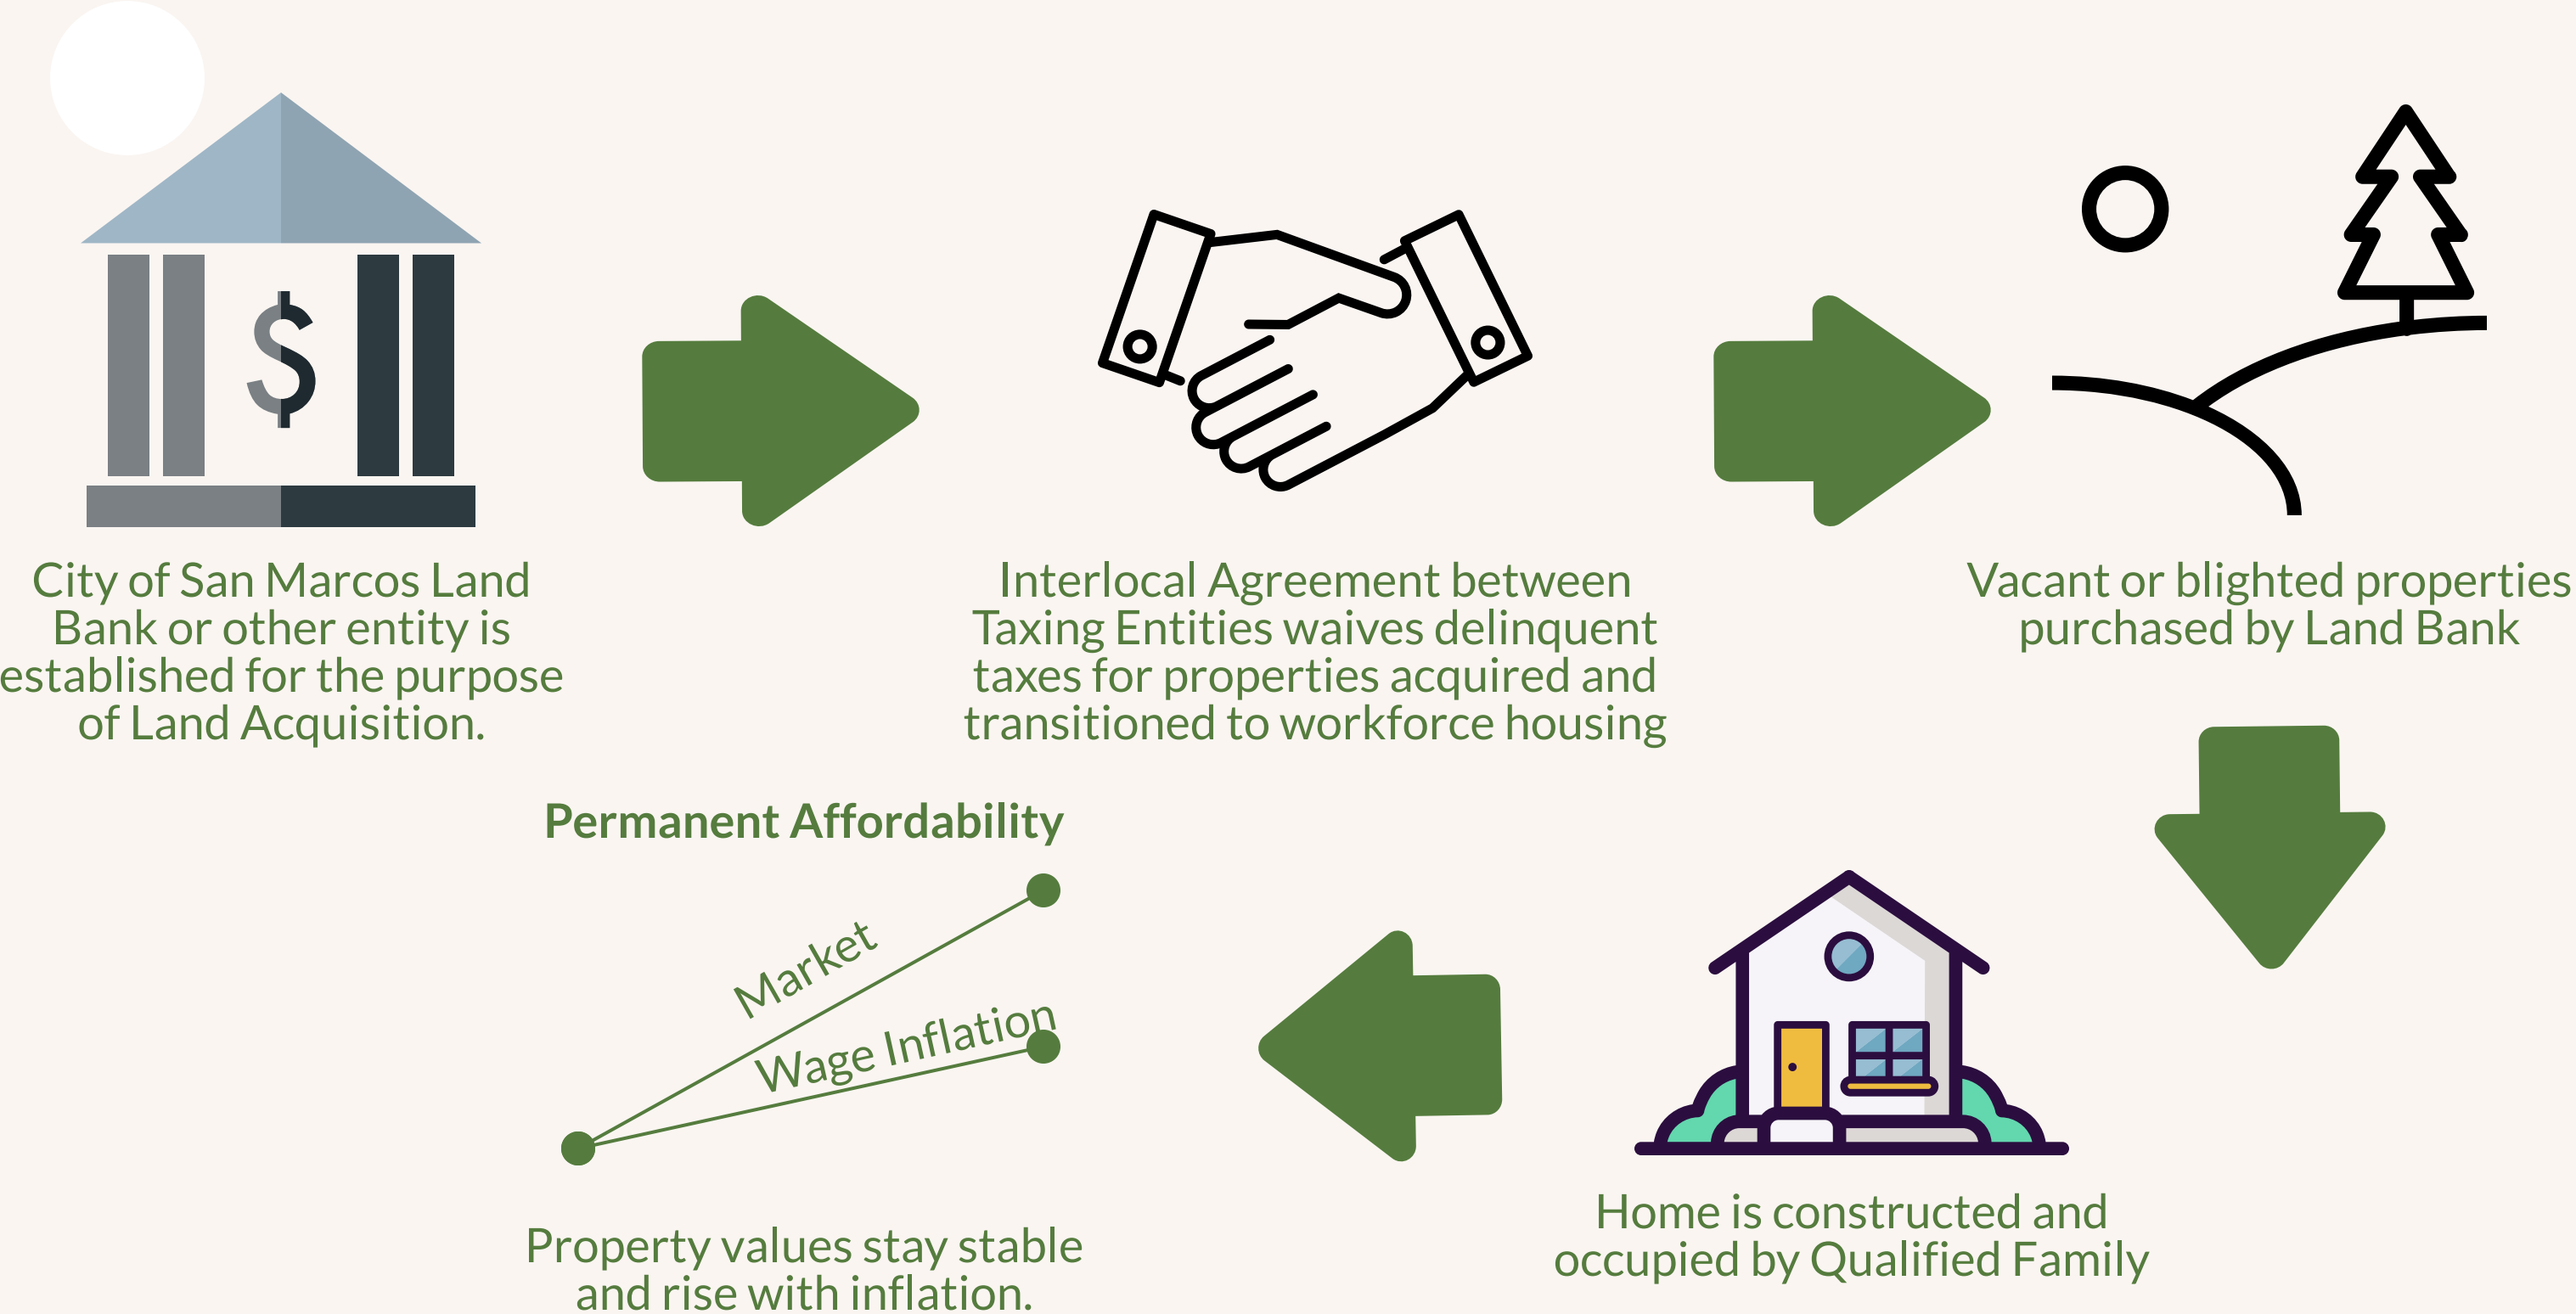 $
City of San Marcos Land
Bank or other entity is
established for the purpose
of Land Acquisition.
Interlocal Agreement between
Taxing Entities waives delinquent
taxes for properties acquired and
transitioned to workforce housing
Vacant or blighted properties
purchased by Land Bank
Home is constructed and
occupied by Qualified Family
Permanent Affordability
Market
Wage Inflation
Property values stay stable
and rise with inflation.